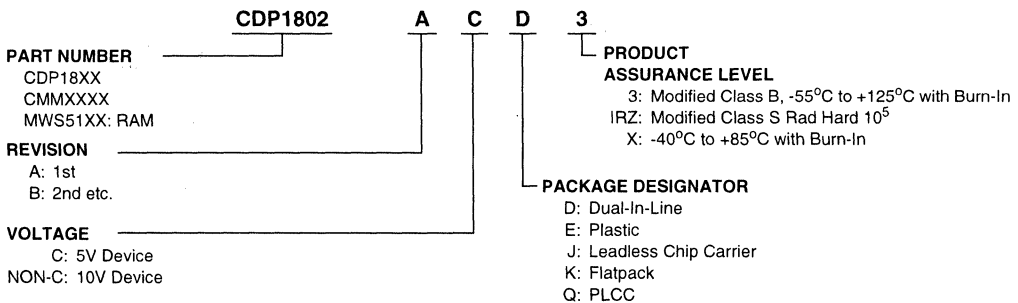 CDP1802 A C D 3
PART NUMBER
CDP18XX
CMMXXXX
MWS51XX: RAM
REVISION
A: 1st
B: 2nd etc.
VOLTAGE
C: 5V Device
NON-C: 10V Device
PRODUCT
ASSURANCE LEVEL
3: Modified Class B, -55°C to +125°C with Burn-In
IRZ: Modified Class S Rad Hard 10⁵
X: -40°C to +85°C with Burn-In
PACKAGE DESIGNATOR
D: Dual-In-Line
E: Plastic
J: Leadless Chip Carrier
K: Flatpack
Q: PLCC